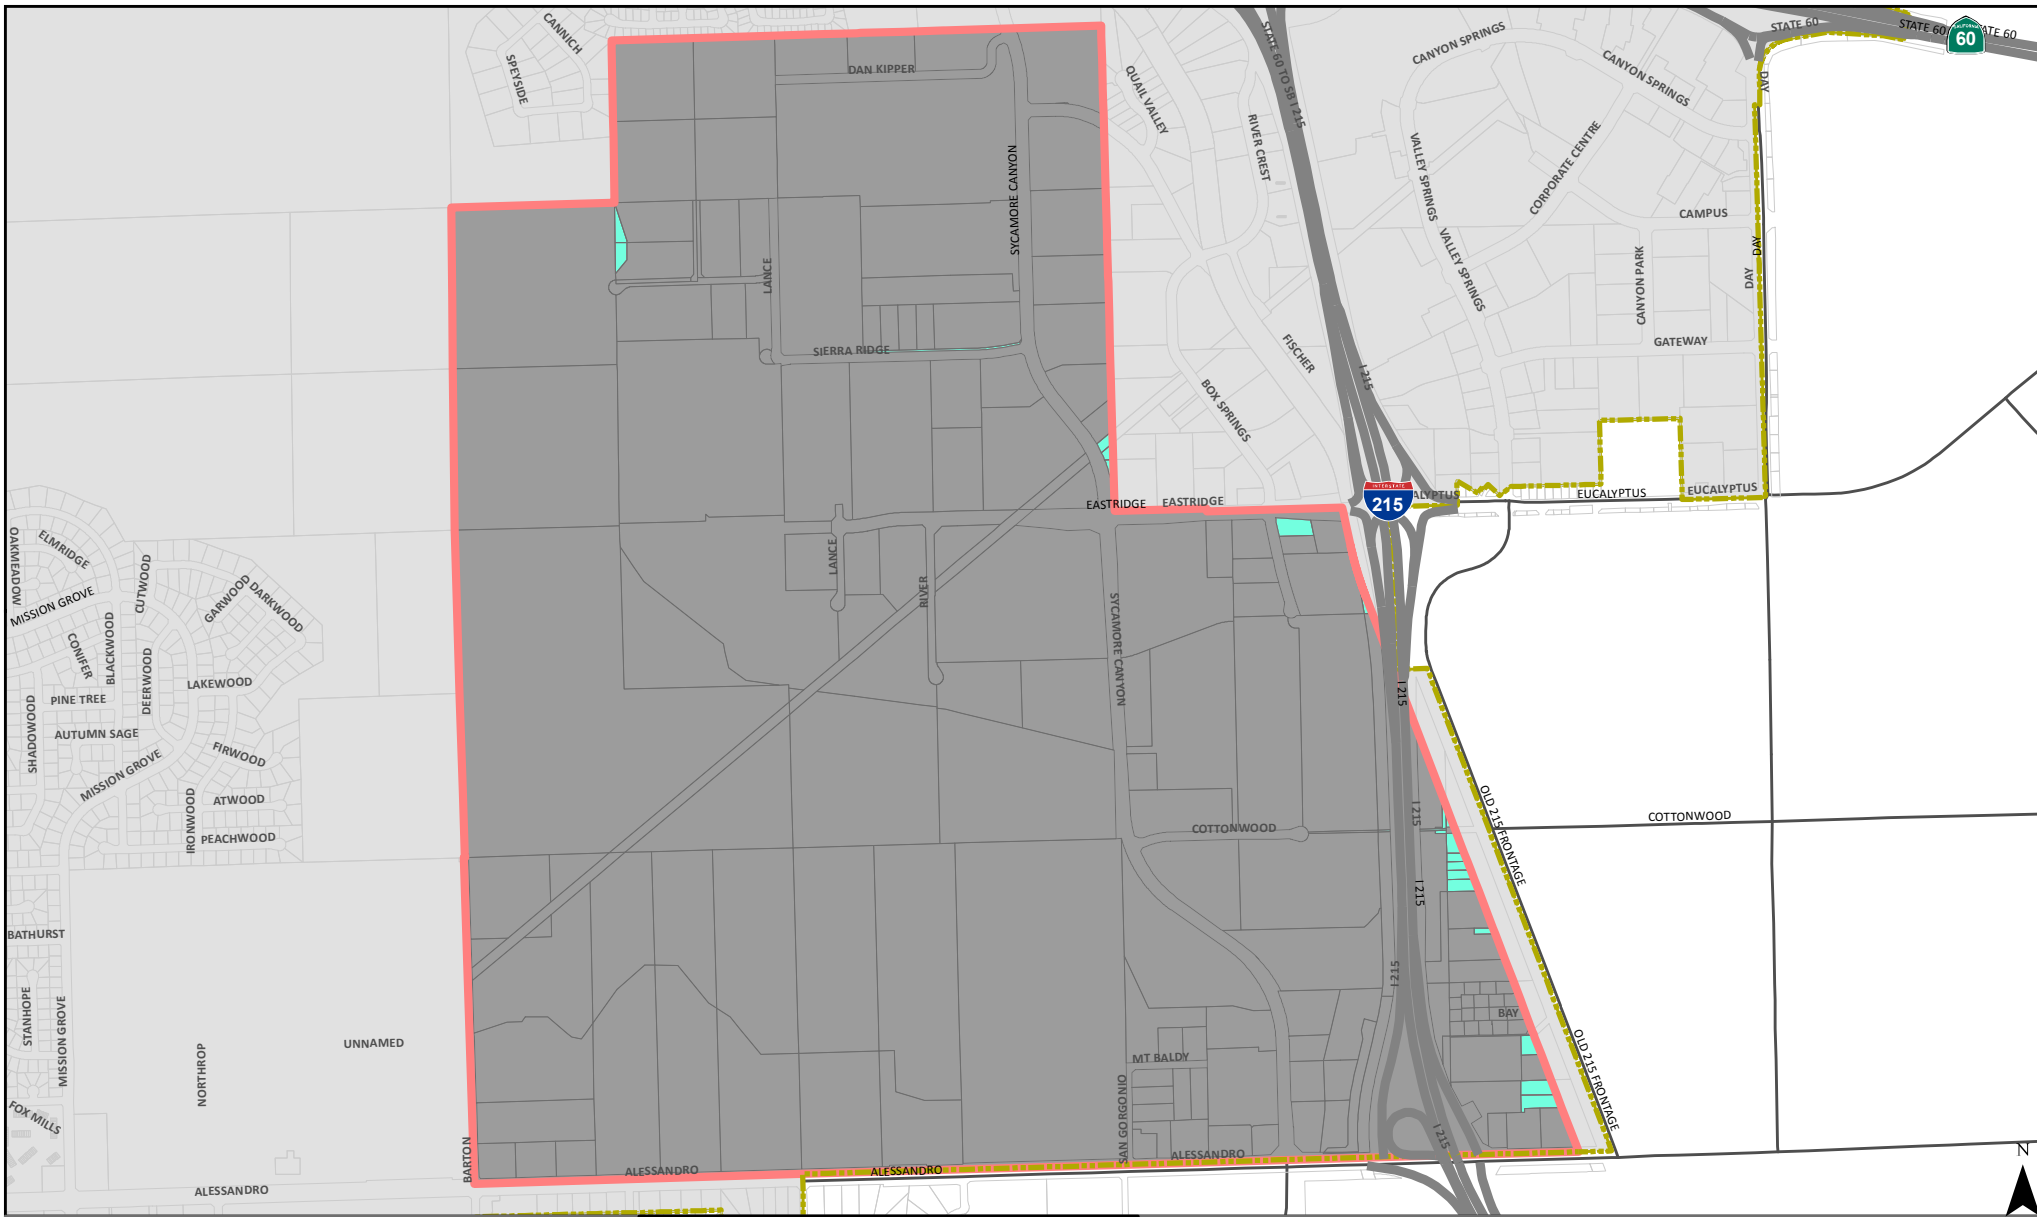 CANNICH
SPEYSIDE
DAN KIPPER
QUAIL VALLEY
STATE 60 TO SB I 215
RIVER CREST
CANYON SPRINGS
CANYON SPRINGS
STATE 60
STATE 60
CALIFORNIA
60
DAY
VALLEY SPRINGS
CORPORATE CENTRE
SYCAMORE CANYON
CAMPUS
DAY
DAY
LANCE
VALLEY SPRINGS
CANYON PARK
GATEWAY
SIERRA RIDGE
FISCHER
I 215
BOX SPRINGS
EASTRIDGE
EASTRIDGE
INTERSTATE
215
EUCALYPTUS
EUCALYPTUS
OAKMEADOW
ELMRIDGE
MISSION GROVE
CUTWOOD
GARWOOD
DARKWOOD
CONIFER
BLACKWOOD
DEERWOOD
LAKEWOOD
PINE TREE
SHADOWOOD
AUTUMN SAGE
MISSION GROVE
FIRWOOD
ATWOOD
IRONWOOD
PEACHWOOD
LANCE
RIVER
SYCAMORE CANYON
I 215
I 215
OLD 215 FRONTAGE
COTTONWOOD
COTTONWOOD
I 215
BATHURST
STANHOPE
MISSION GROVE
NORTHROP
UNNAMED
FOX MILLS
I 215
BAY
MT BALDY
SAN GORGONIO
OLD 215 FRONTAGE
I 215
BARTON
ALESSANDRO
ALESSANDRO
ALESSANDRO
ALESSANDRO
N